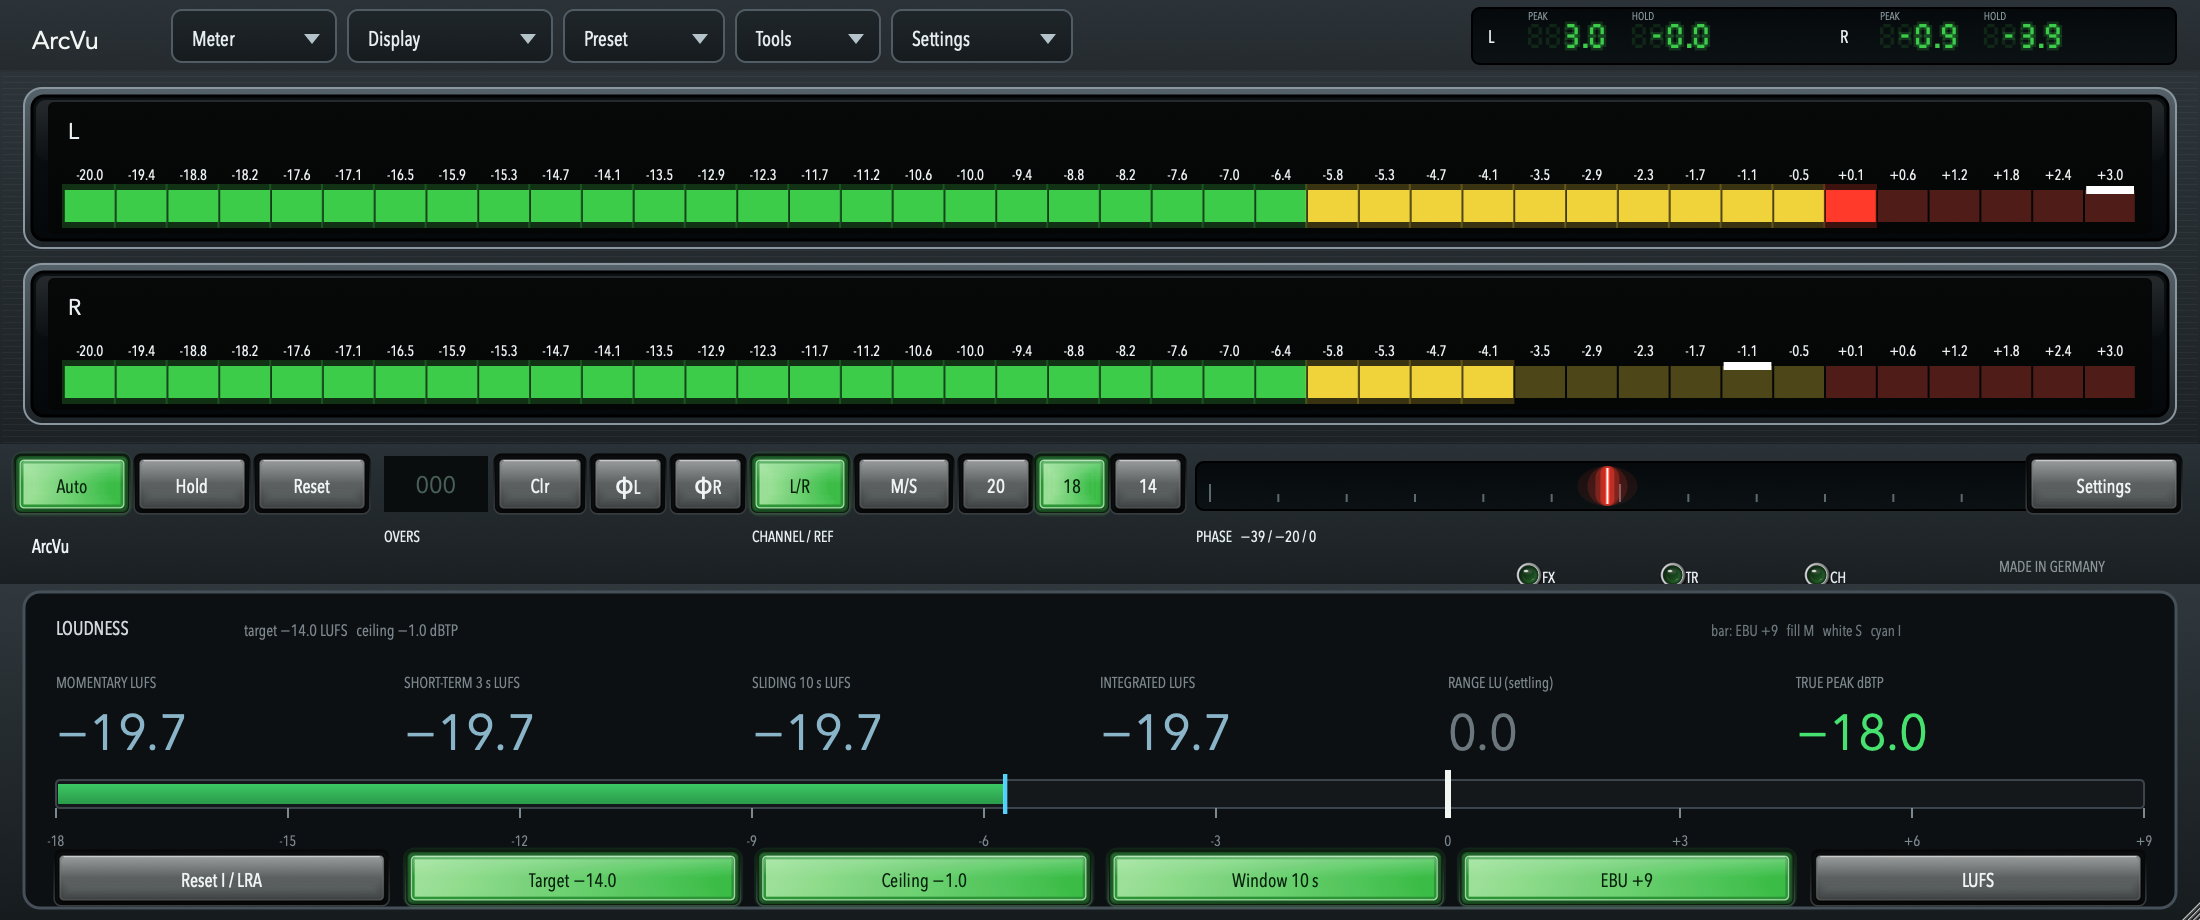 ArcVu Meter Display Preset Tools Settings
PEAK HOLD PEAK HOLD
L 3.0 -0.0 R -0.9 -3.9
L
-20.0 -19.4 -18.8 -18.2 -17.6 -17.1 -16.5 -15.9 -15.3 -14.7 -14.1 -13.5 -12.9 -12.3 -11.7 -11.2 -10.6 -10.0 -9.4 -8.8 -8.2 -7.6 -7.0 -6.4 -5.8 -5.3 -4.7 -4.1 -3.5 -2.9 -2.3 -1.7 -1.1 -0.5 +0.1 +0.6 +1.2 +1.8 +2.4 +3.0
R
-20.0 -19.4 -18.8 -18.2 -17.6 -17.1 -16.5 -15.9 -15.3 -14.7 -14.1 -13.5 -12.9 -12.3 -11.7 -11.2 -10.6 -10.0 -9.4 -8.8 -8.2 -7.6 -7.0 -6.4 -5.8 -5.3 -4.7 -4.1 -3.5 -2.9 -2.3 -1.7 -1.1 -0.5 +0.1 +0.6 +1.2 +1.8 +2.4 +3.0
Auto Hold Reset 000 Clr ΦL ΦR L/R M/S 20 18 14 Settings
OVERS CHANNEL / REF PHASE −39 / −20 / 0
ArcVu
FX TR CH MADE IN GERMANY
LOUDNESS target −14.0 LUFS ceiling −1.0 dBTP bar: EBU +9 fill M white S cyan I
MOMENTARY LUFS SHORT-TERM 3 s LUFS SLIDING 10 s LUFS INTEGRATED LUFS RANGE LU (settling) TRUE PEAK dBTP
−19.7 −19.7 −19.7 −19.7 0.0 −18.0
-18 -15 -12 -9 -6 -3 0 +3 +6 +9
Reset I / LRA Target −14.0 Ceiling −1.0 Window 10 s EBU +9 LUFS